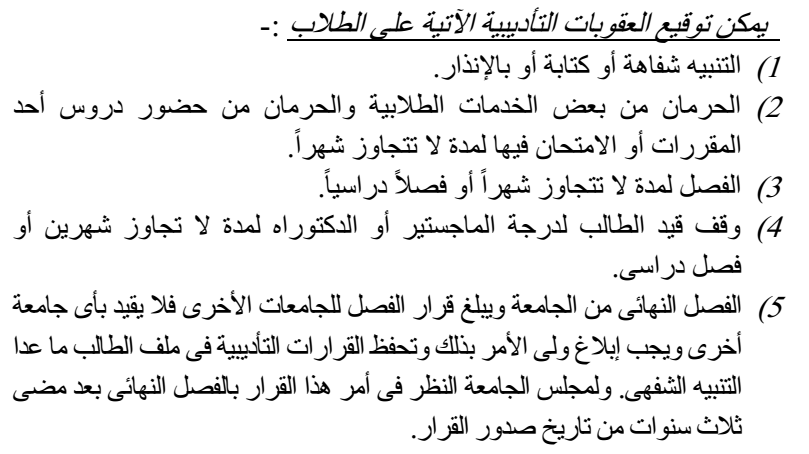 يمكن توقيع العقوبات التأديبية الآتية على الطلاب :-
1) التنبيه شفاهة أو كتابة أو بالإنذار.
2) الحرمان من بعض الخدمات الطلابية والحرمان من حضور دروس أحد
المقررات أو الامتحان فيها لمدة لا تتجاوز شهراً.
3) الفصل لمدة لا تتجاوز شهراً أو فصلاً دراسياً.
4) وقف قيد الطالب لدرجة الماجستير أو الدكتوراه لمدة لا تجاوز شهرين أو
فصل دراسى.
5) الفصل النهائى من الجامعة ويبلغ قرار الفصل للجامعات الأخرى فلا يقيد بأى جامعة
أخرى ويجب إبلاغ ولى الأمر بذلك وتحفظ القرارات التأديبية فى ملف الطالب ما عدا
التنبيه الشفهى. ولمجلس الجامعة النظر فى أمر هذا القرار بالفصل النهائى بعد مضى
ثلاث سنوات من تاريخ صدور القرار.